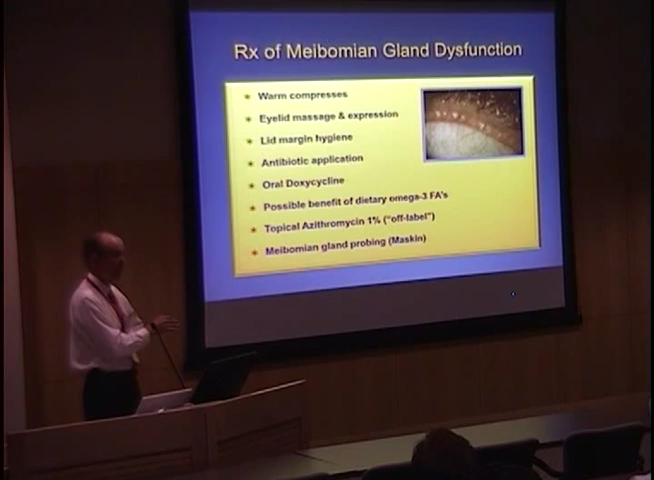 Rx of Meibomian Gland Dysfunction
Warm compresses
Eyelid massage & expression
Lid margin hygiene
Antibiotic application
Oral Doxycycline
Possible benefit of dietary omega-3 FA's
Topical Azithromycin 1% ("off-label")
Meibomian gland probing (Maskin)